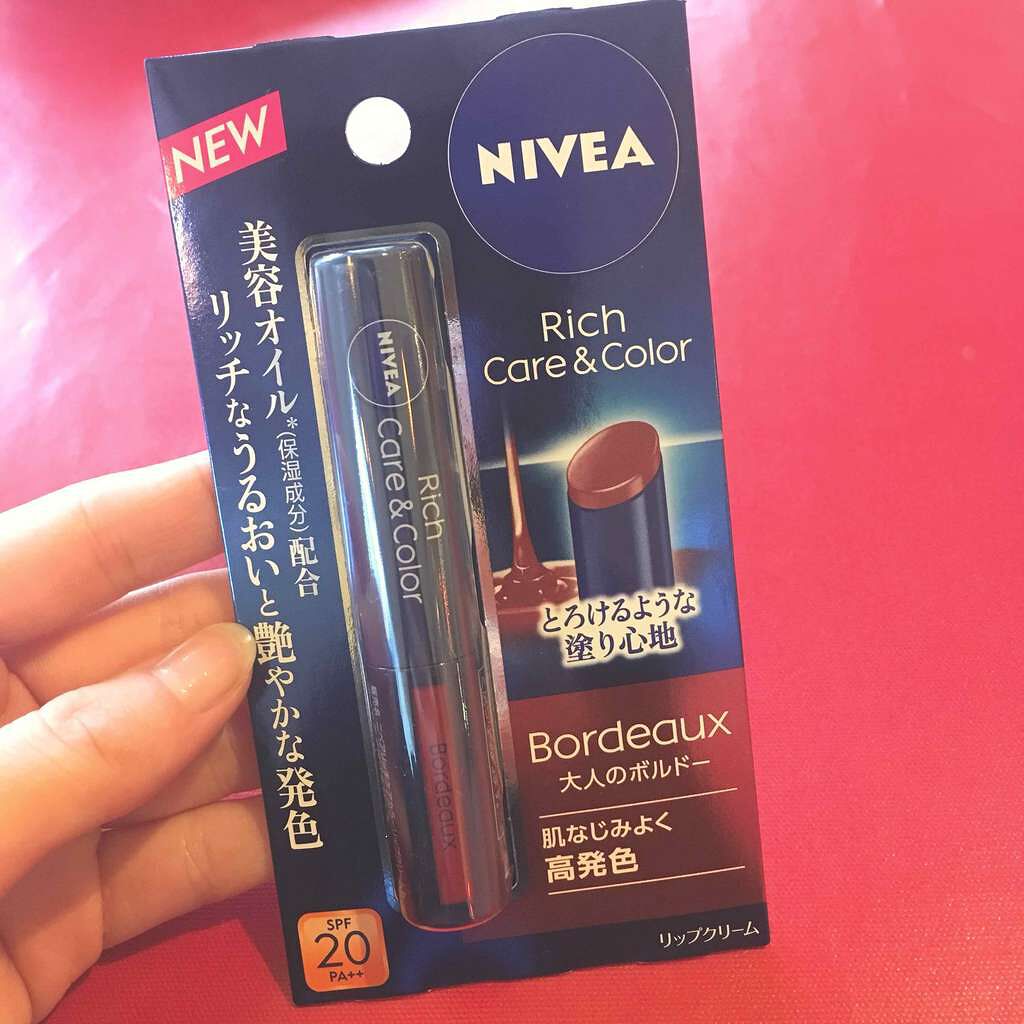 NEW
NIVEA
美容オイル*(保湿成分)配合
リッチなうるおいと艶やかな発色
Rich
Care & Color
NIVEA
Rich
Care & Color
Bordeaux
とろけるような
塗り心地
Bordeaux
大人のボルドー
肌なじみよく
高発色
SPF
20
PA++
リップクリーム